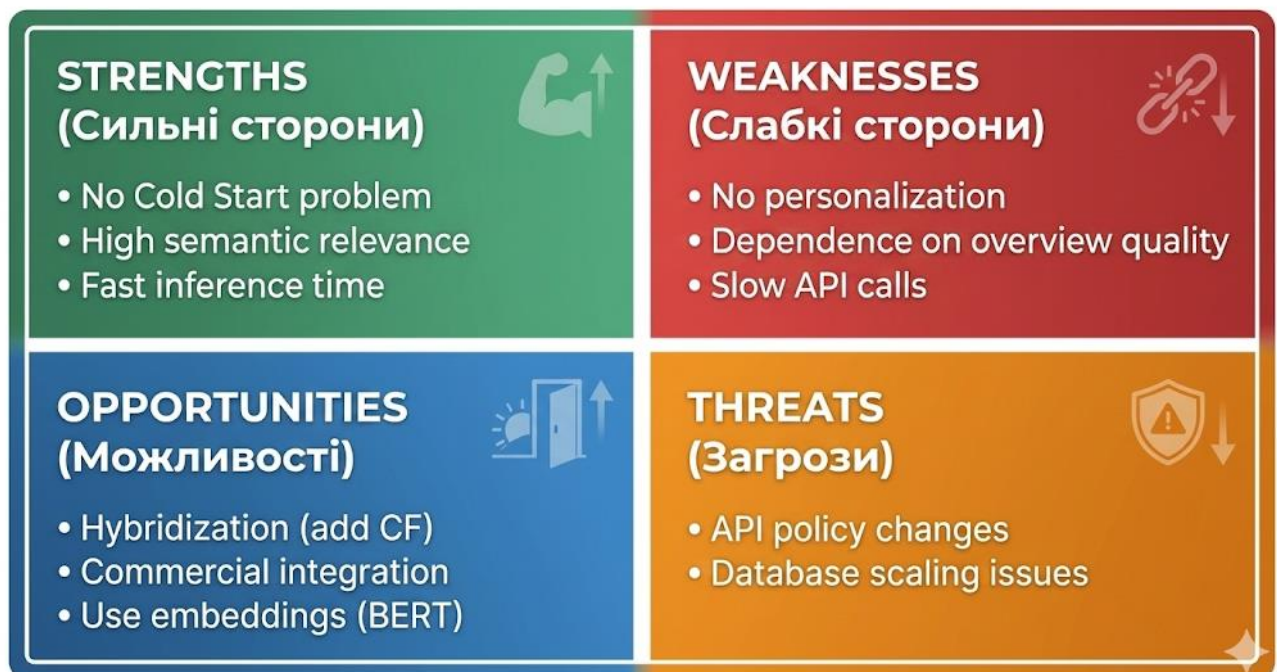 STRENGTHS
(Сильні сторони)
• No Cold Start problem
• High semantic relevance
• Fast inference time
WEAKNESSES
(Слабкі сторони)
• No personalization
• Dependence on overview quality
• Slow API calls
OPPORTUNITIES
(Можливості)
• Hybridization (add CF)
• Commercial integration
• Use embeddings (BERT)
THREATS
(Загрози)
• API policy changes
• Database scaling issues